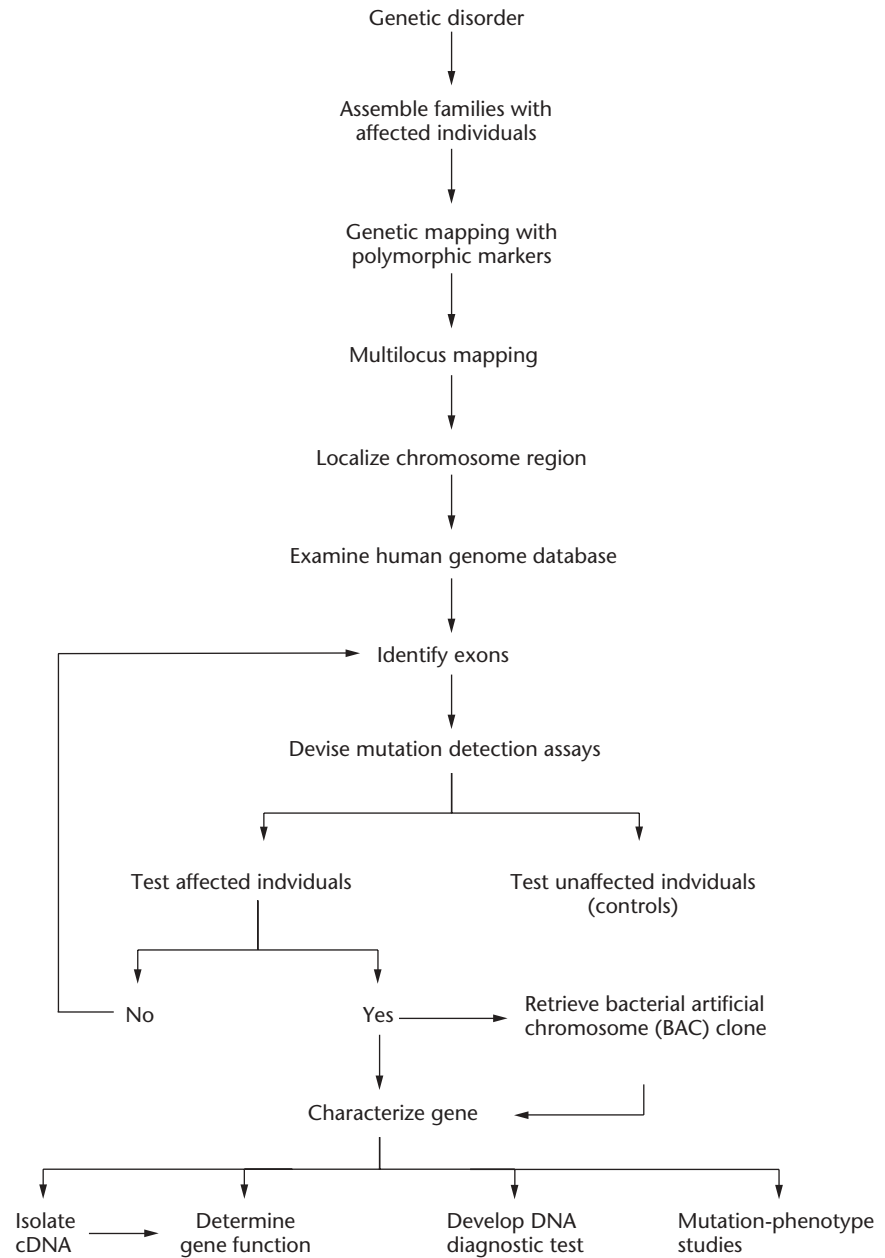 Genetic disorder
Assemble families with
affected individuals
Genetic mapping with
polymorphic markers
Multilocus mapping
Localize chromosome region
Examine human genome database
Identify exons
Devise mutation detection assays
Test affected indviduals
Test unaffected indviduals
(controls)
No
Yes
Retrieve bacterial artificial
chromosome (BAC) clone
Characterize gene
Isolate
cDNA
Determine
gene function
Develop DNA
diagnostic test
Mutation-phenotype
studies